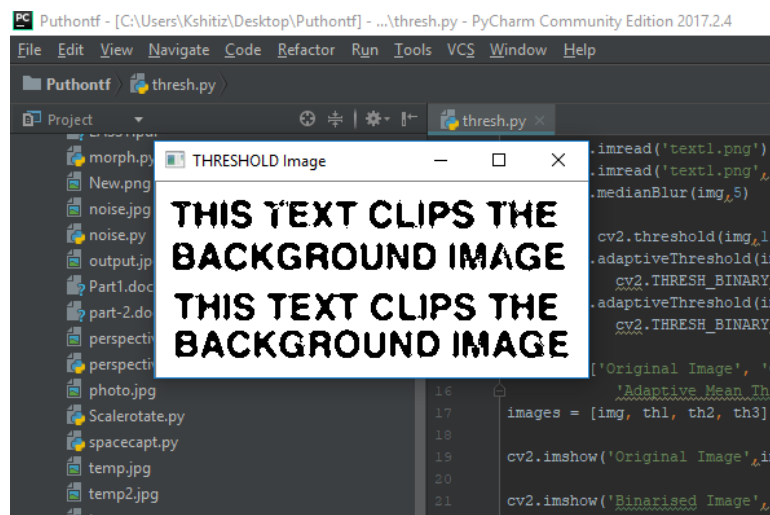 Puthontf - [C:\Users\Kshitiz\Desktop\Puthontf] - ...\thresh.py - PyCharm Community Edition 2017.2.4
File Edit View Navigate Code Refactor Run Tools VCS Window Help
Puthontf thresh.py
Project thresh.py
morph.py
New.png
noise.jpg
noise.py
output.jp
Part1.doc
part-2.do
perspecti
perspecti
photo.jpg
Scalerotate.py
spacecapt.py
temp.jpg
temp2.jpg
THRESHOLD Image
THIS TEXT CLIPS THE
BACKGROUND IMAGE
THIS TEXT CLIPS THE
BACKGROUND IMAGE
.imread('text1.png')
.imread('text1.png',
.medianBlur(img,5)
cv2.threshold(img,1
.adaptiveThreshold(i
cv2.THRESH_BINARY
.adaptiveThreshold(i
cv2.THRESH_BINARY
['Original Image', '
16 'Adaptive Mean Th
17 images = [img, th1, th2, th3]
18
19 cv2.imshow('Original Image',i
20
21 cv2.imshow('Binarised Image',